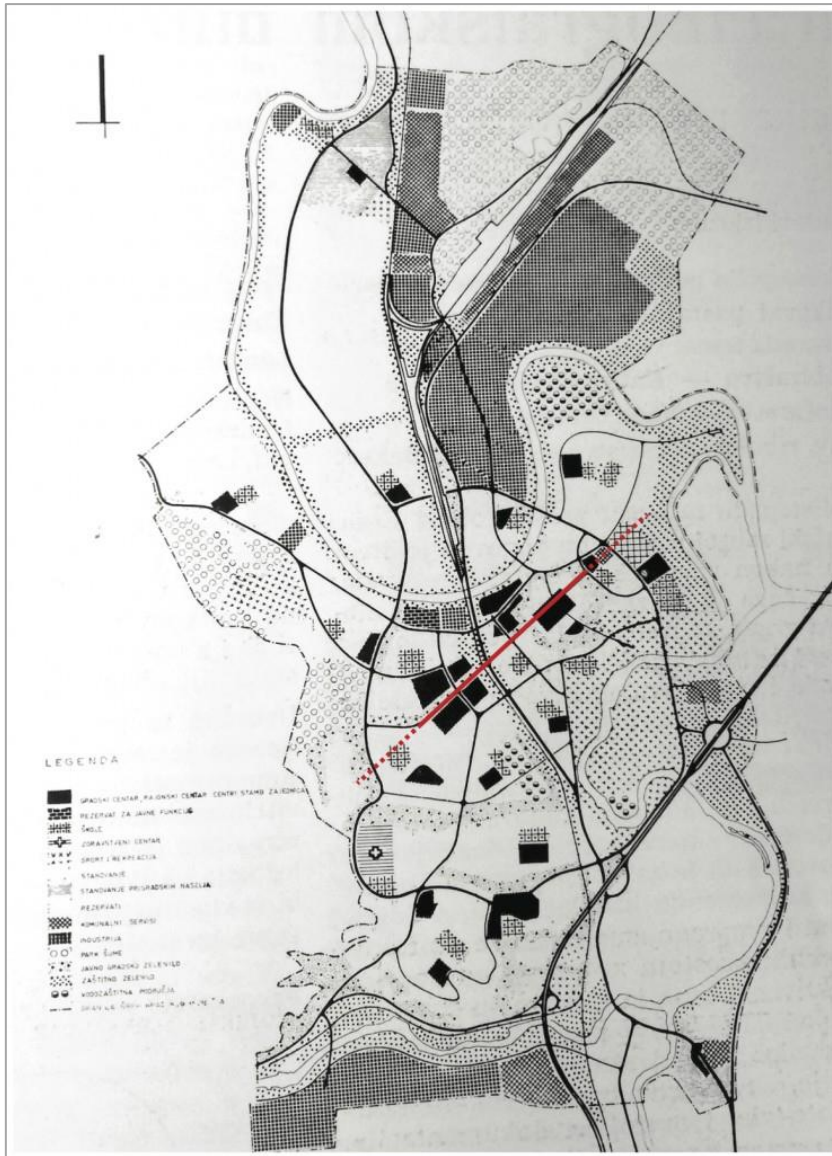 LEGENDA
GRADSKI CENTAR, RAJONSKI CENTAR CENTRI STAMB ZAJEDNICA
REZERVAT ZA JAVNE FUNKCIJE
ŠKOLE
ZDRAVSTVENI CENTAR
SPORT I REKREACIJA
STANOVANJE
STANOVANJE PRIGRADSKIH NASELJA
REZERVATI
KOMUNALNI SERVISI
INDUSTRIJA
PARK ŠUME
JAVNO GRADSKO ZELENILO
ZAŠTITNO ZELENILO
VODOZAŠTITNA PODRUČJA